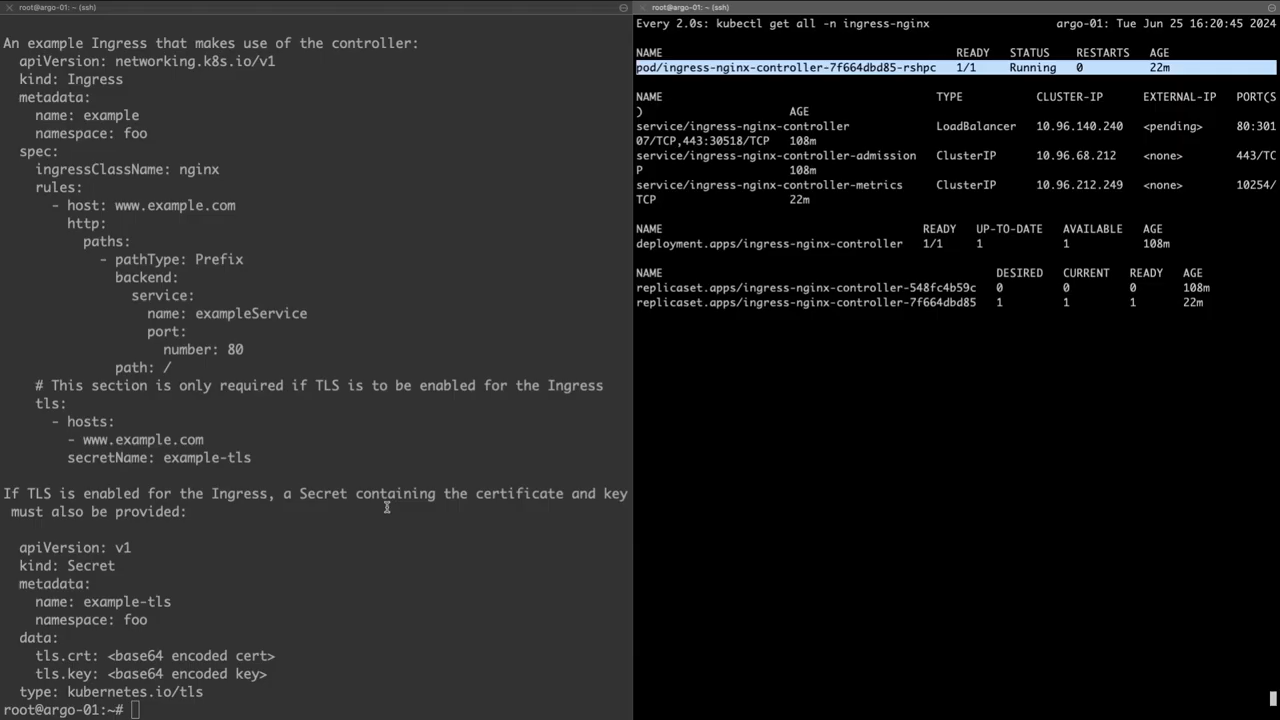 root@argo-01: ~ (ssh)
An example Ingress that makes use of the controller:
  apiVersion: networking.k8s.io/v1
  kind: Ingress
  metadata:
    name: example
    namespace: foo
  spec:
    ingressClassName: nginx
    rules:
      - host: www.example.com
        http:
          paths:
            - pathType: Prefix
              backend:
                service:
                  name: exampleService
                  port:
                    number: 80
              path: /
    # This section is only required if TLS is to be enabled for the Ingress
    tls:
      - hosts:
        - www.example.com
        secretName: example-tls
If TLS is enabled for the Ingress, a Secret containing the certificate and key
 must also be provided:
  apiVersion: v1
  kind: Secret
  metadata:
    name: example-tls
    namespace: foo
  data:
    tls.crt: <base64 encoded cert>
    tls.key: <base64 encoded key>
  type: kubernetes.io/tls
root@argo-01:~#
root@argo-01: ~ (ssh)
Every 2.0s: kubectl get all -n ingress-nginx argo-01: Tue Jun 25 16:20:45 2024
NAME READY STATUS RESTARTS AGE
pod/ingress-nginx-controller-7f664dbd85-rshpc 1/1 Running 0 22m
NAME TYPE CLUSTER-IP EXTERNAL-IP PORT(S
) AGE
service/ingress-nginx-controller LoadBalancer 10.96.140.240 <pending> 80:301
07/TCP,443:30518/TCP 108m
service/ingress-nginx-controller-admission ClusterIP 10.96.68.212 <none> 443/TC
P 108m
service/ingress-nginx-controller-metrics ClusterIP 10.96.212.249 <none> 10254/
TCP 22m
NAME READY UP-TO-DATE AVAILABLE AGE
deployment.apps/ingress-nginx-controller 1/1 1 1 108m
NAME DESIRED CURRENT READY AGE
replicaset.apps/ingress-nginx-controller-548fc4b59c 0 0 0 108m
replicaset.apps/ingress-nginx-controller-7f664dbd85 1 1 1 22m